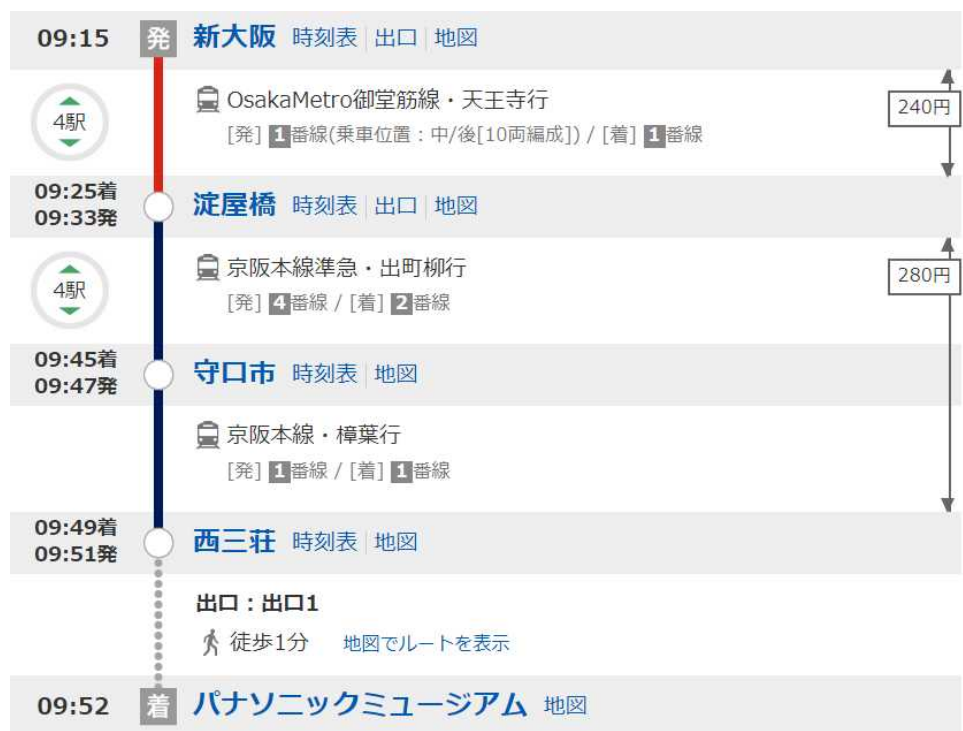 09:15 発 新大阪 時刻表 出口 地図
4駅
OsakaMetro御堂筋線・天王寺行
240円
[発] 1番線(乗車位置：中/後[10両編成]) / [着] 1番線
09:25着
09:33発
淀屋橋 時刻表 出口 地図
4駅
京阪本線準急・出町柳行
280円
[発] 4番線 / [着] 2番線
09:45着
09:47発
守口市 時刻表 地図
京阪本線・樟葉行
[発] 1番線 / [着] 1番線
09:49着
09:51発
西三荘 時刻表 地図
出口：出口1
徒歩1分 地図でルートを表示
09:52 着 パナソニックミュージアム 地図